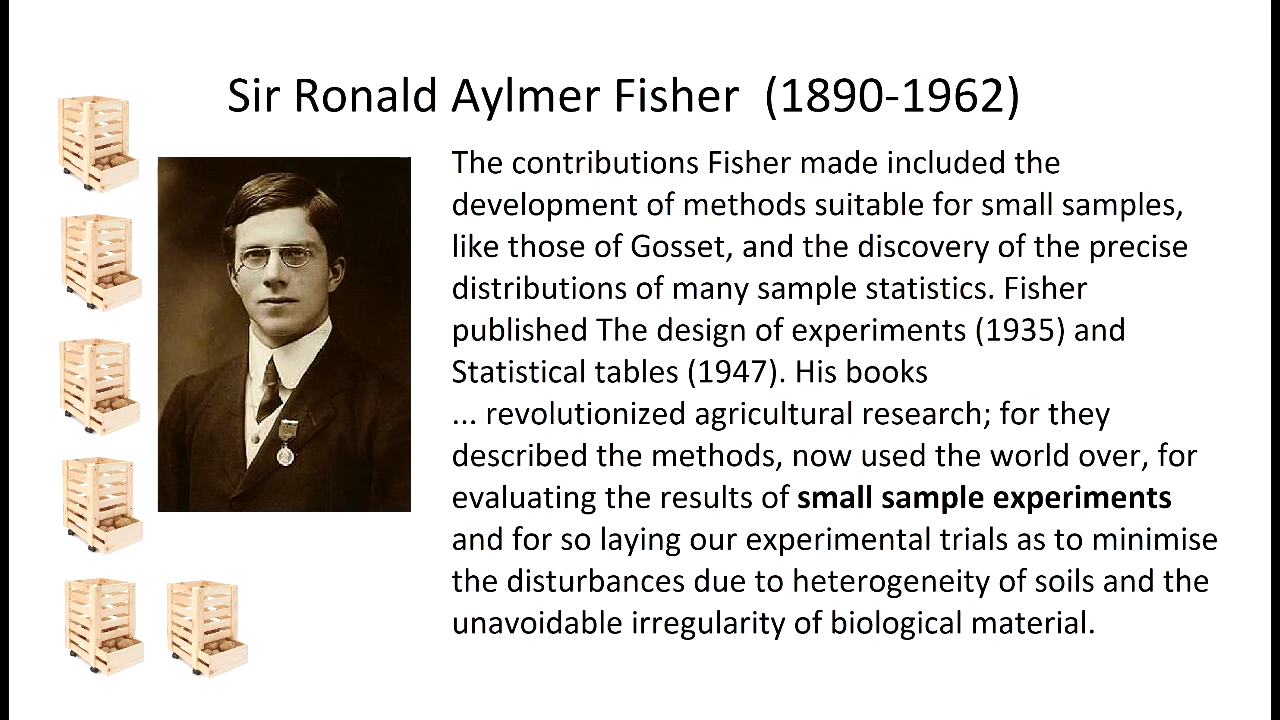 Sir Ronald Aylmer Fisher (1890-1962)
The contributions Fisher made included the
development of methods suitable for small samples,
like those of Gosset, and the discovery of the precise
distributions of many sample statistics. Fisher
published The design of experiments (1935) and
Statistical tables (1947). His books
... revolutionized agricultural research; for they
described the methods, now used the world over, for
evaluating the results of small sample experiments
and for so laying our experimental trials as to minimise
the disturbances due to heterogeneity of soils and the
unavoidable irregularity of biological material.